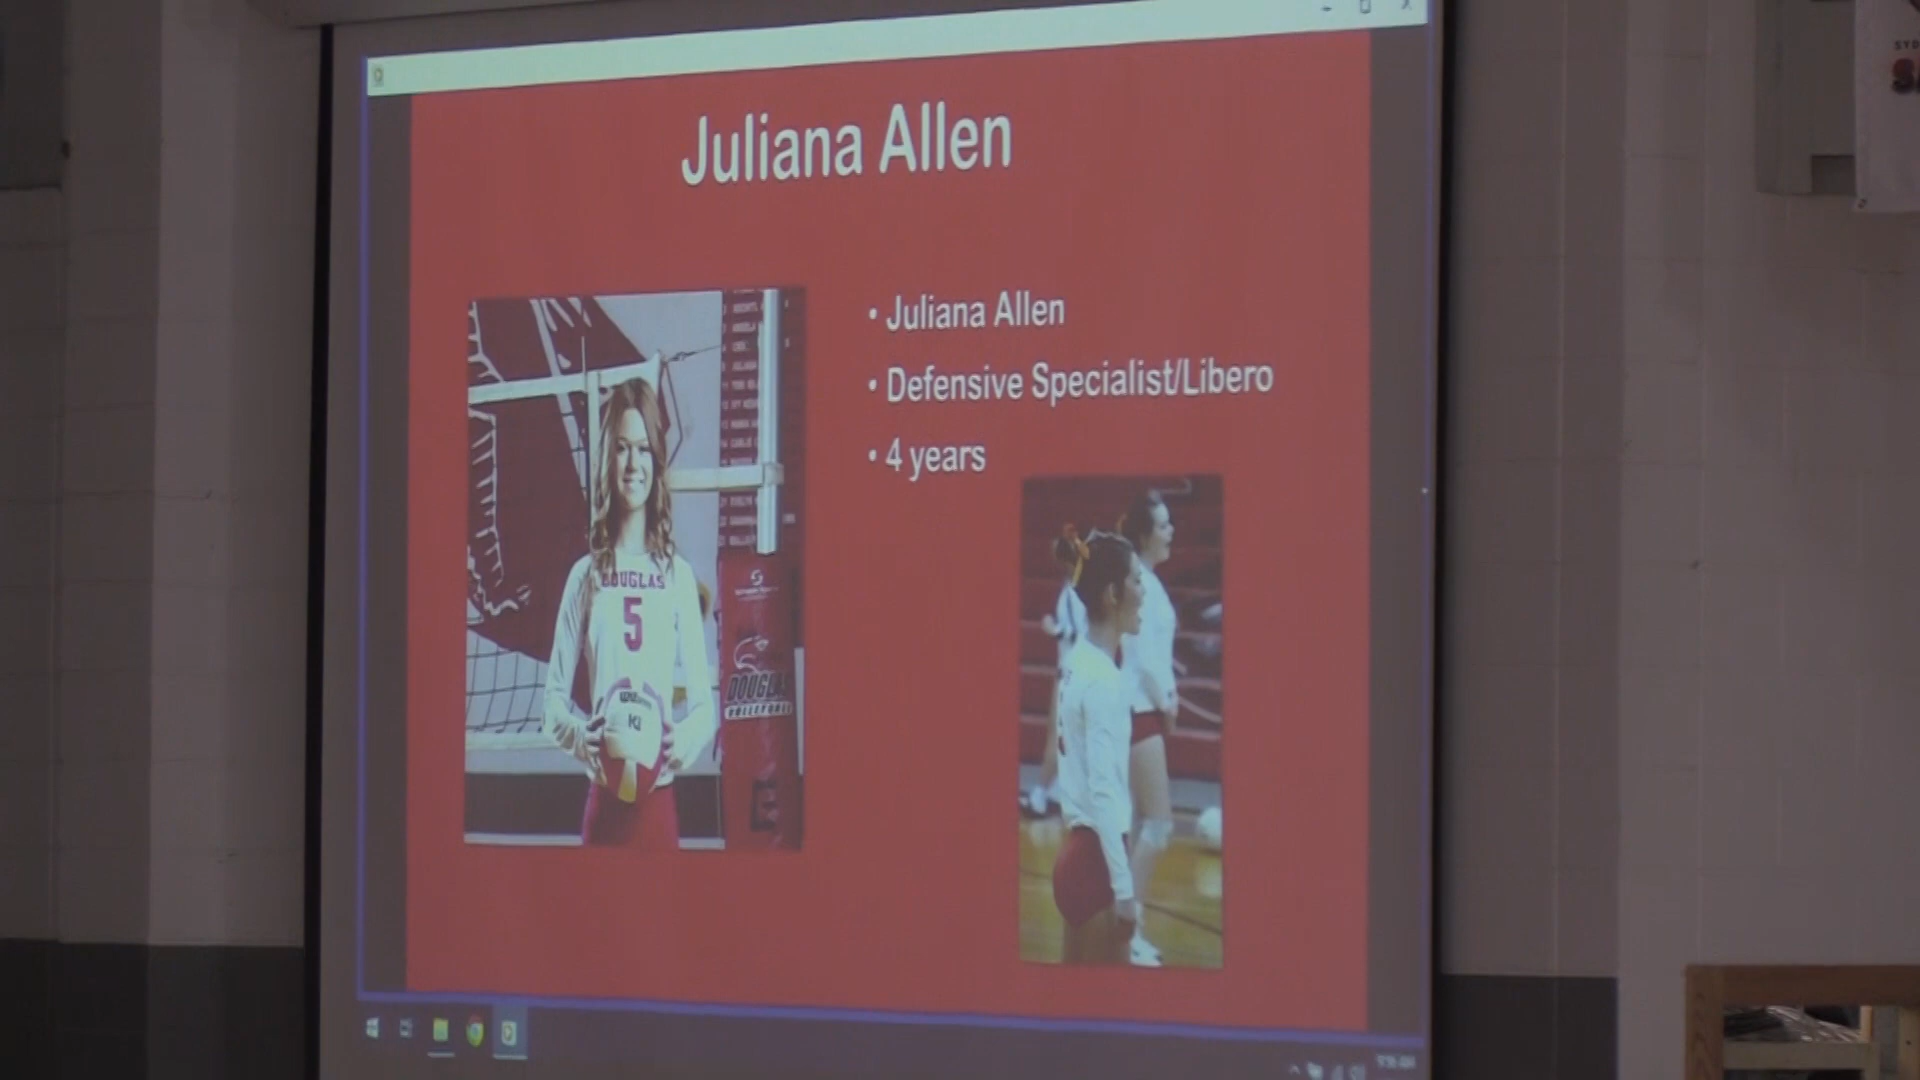 Juliana Allen
• Juliana Allen
• Defensive Specialist/Libero
• 4 years
DOUGLAS
5
DOUGLAS
VOLLEYBALL